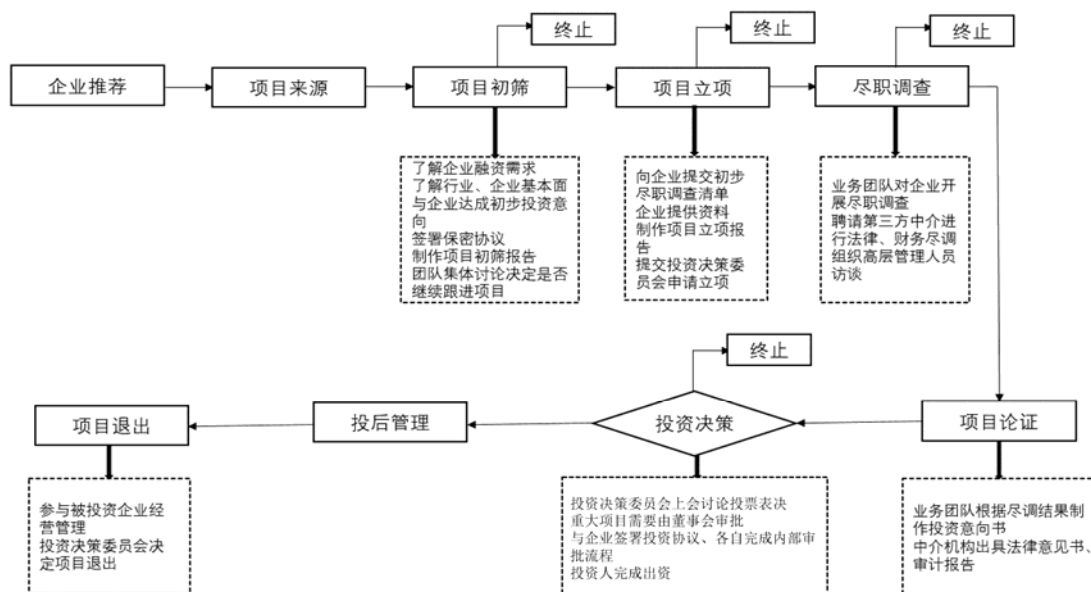 终止
终止
终止
企业推荐
项目来源
项目初筛
项目立项
尽职调查
了解企业融资需求
了解行业、企业基本面
与企业达成初步投资意
向
签署保密协议
制作项目初筛报告
团队集体讨论决定是否
继续跟进项目
向企业提交初步
尽职调查清单
企业提供资料
制作项目立项报
告
提交投资决策委
员会申请立项
业务团队对企业开
展尽职调查
聘请第三方中介进
行法律、财务尽调
组织高层管理人员
访谈
终止
项目论证
投资决策
投后管理
项目退出
业务团队根据尽调结果制
作投资意向书
中介机构出具法律意见书、
审计报告
投资决策委员会上会讨论投票表决
重大项目需要由董事会审批
与企业签署投资协议、各自完成内部审
批流程
投资人完成出资
参与被投资企业经
营管理
投资决策委员会决
定项目退出